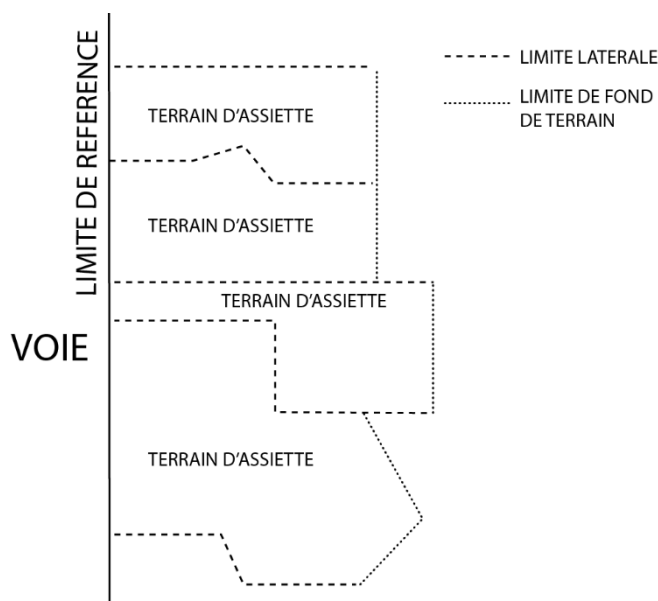 LIMITE DE REFERENCE
VOIE
TERRAIN D'ASSIETTE
TERRAIN D'ASSIETTE
TERRAIN D'ASSIETTE
TERRAIN D'ASSIETTE
LIMITE LATERALE
LIMITE DE FOND
DE TERRAIN